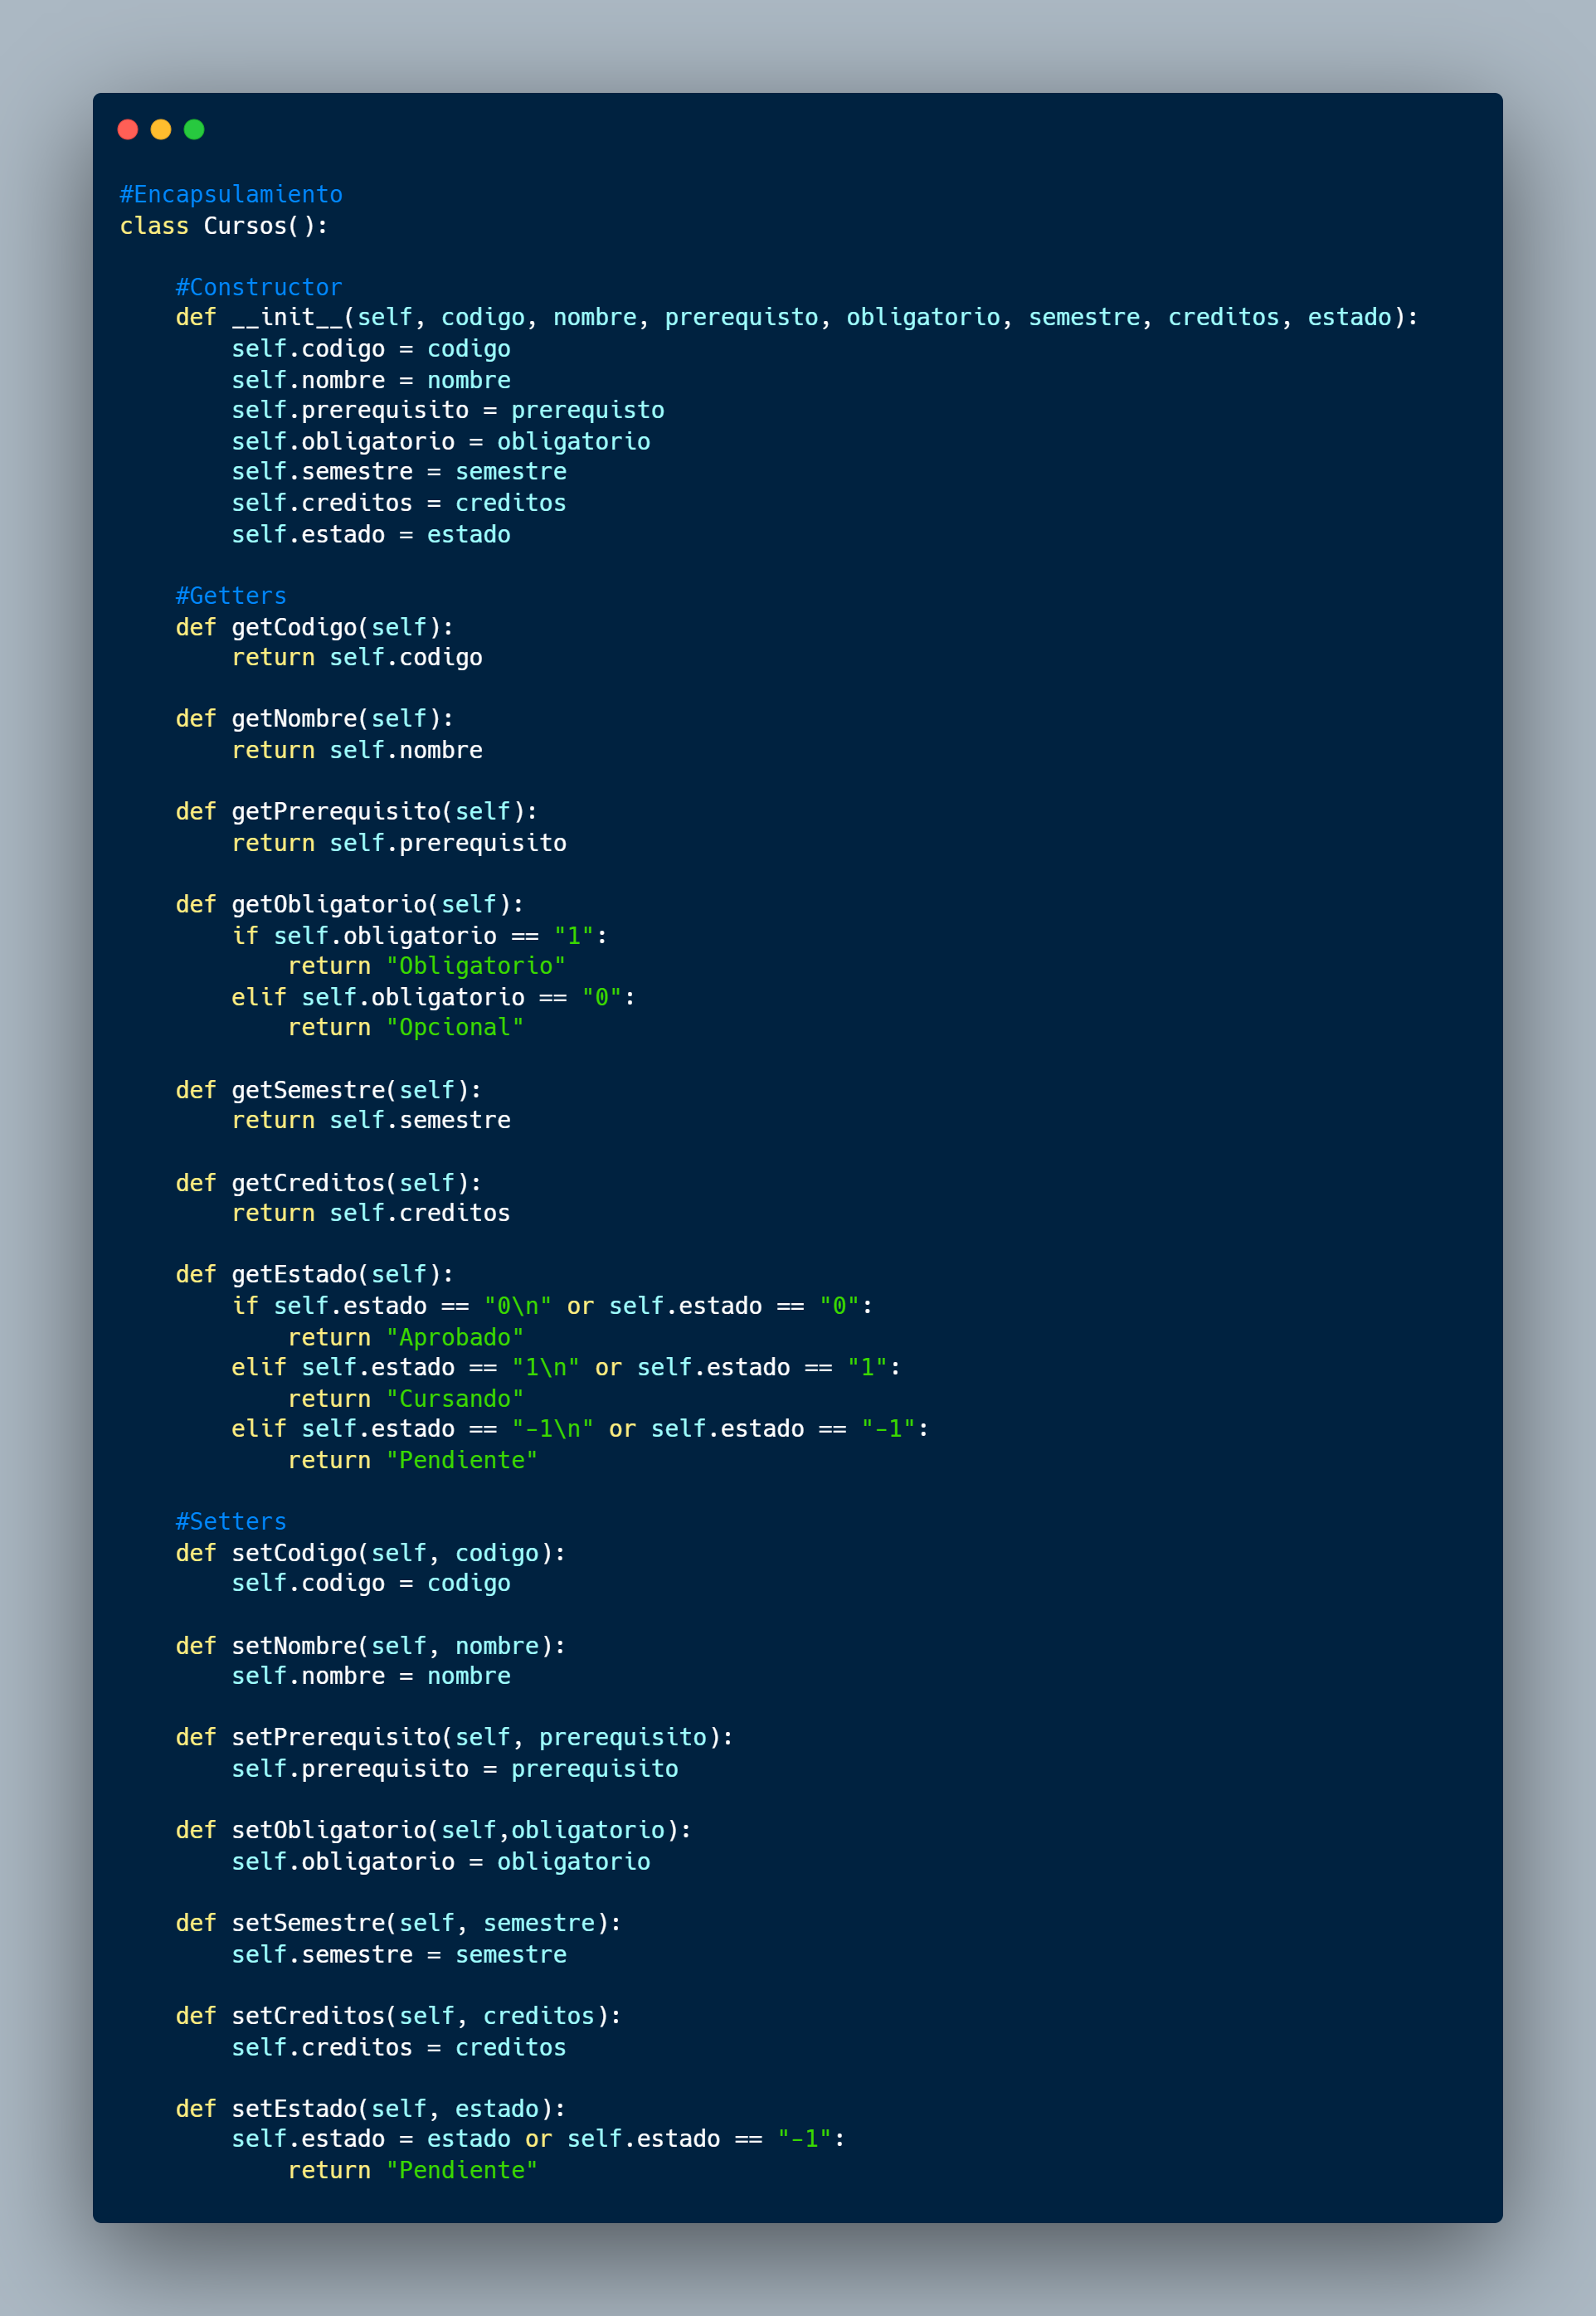 #Encapsulamiento
class Cursos():

    #Constructor
    def __init__(self, codigo, nombre, prerequisto, obligatorio, semestre, creditos, estado):
        self.codigo = codigo
        self.nombre = nombre
        self.prerequisito = prerequisto
        self.obligatorio = obligatorio
        self.semestre = semestre
        self.creditos = creditos
        self.estado = estado

    #Getters
    def getCodigo(self):
        return self.codigo

    def getNombre(self):
        return self.nombre

    def getPrerequisito(self):
        return self.prerequisito

    def getObligatorio(self):
        if self.obligatorio == "1":
            return "Obligatorio"
        elif self.obligatorio == "0":
            return "Opcional"

    def getSemestre(self):
        return self.semestre

    def getCreditos(self):
        return self.creditos

    def getEstado(self):
        if self.estado == "0\n" or self.estado == "0":
            return "Aprobado"
        elif self.estado == "1\n" or self.estado == "1":
            return "Cursando"
        elif self.estado == "-1\n" or self.estado == "-1":
            return "Pendiente"

    #Setters
    def setCodigo(self, codigo):
        self.codigo = codigo

    def setNombre(self, nombre):
        self.nombre = nombre

    def setPrerequisito(self, prerequisito):
        self.prerequisito = prerequisito

    def setObligatorio(self,obligatorio):
        self.obligatorio = obligatorio

    def setSemestre(self, semestre):
        self.semestre = semestre

    def setCreditos(self, creditos):
        self.creditos = creditos

    def setEstado(self, estado):
        self.estado = estado or self.estado == "-1":
            return "Pendiente"